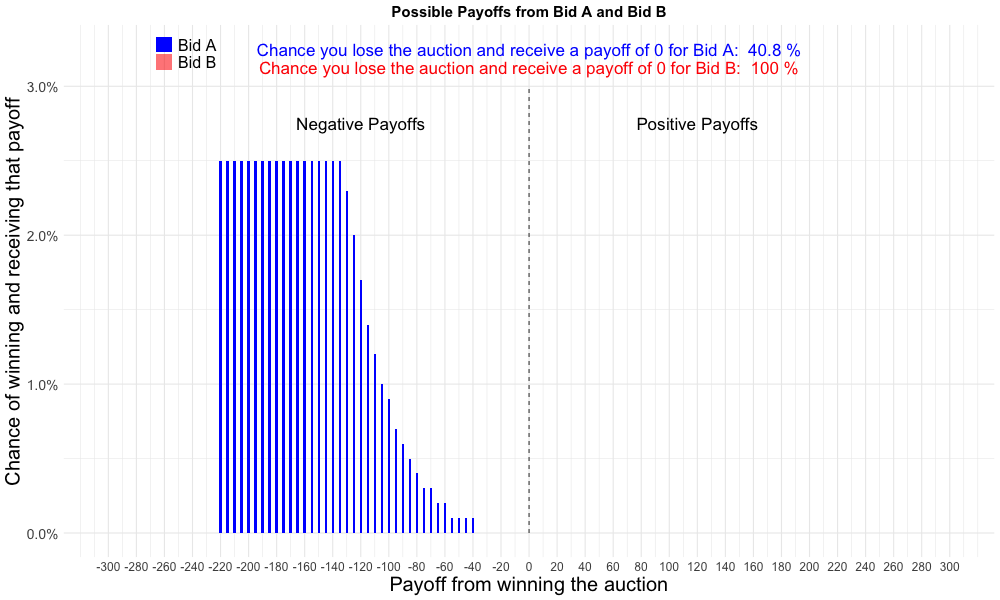 Possible Payoffs from Bid A and Bid B
Bid A
Bid B
Chance you lose the auction and receive a payoff of 0 for Bid A:  40.8 %
Chance you lose the auction and receive a payoff of 0 for Bid B:  100 %
Negative Payoffs
Positive Payoffs
Chance of winning and receiving that payoff
3.0%
2.0%
1.0%
0.0%
-300 -280 -260 -240 -220 -200 -180 -160 -140 -120 -100 -80 -60 -40 -20 0 20 40 60 80 100 120 140 160 180 200 220 240 260 280 300
Payoff from winning the auction